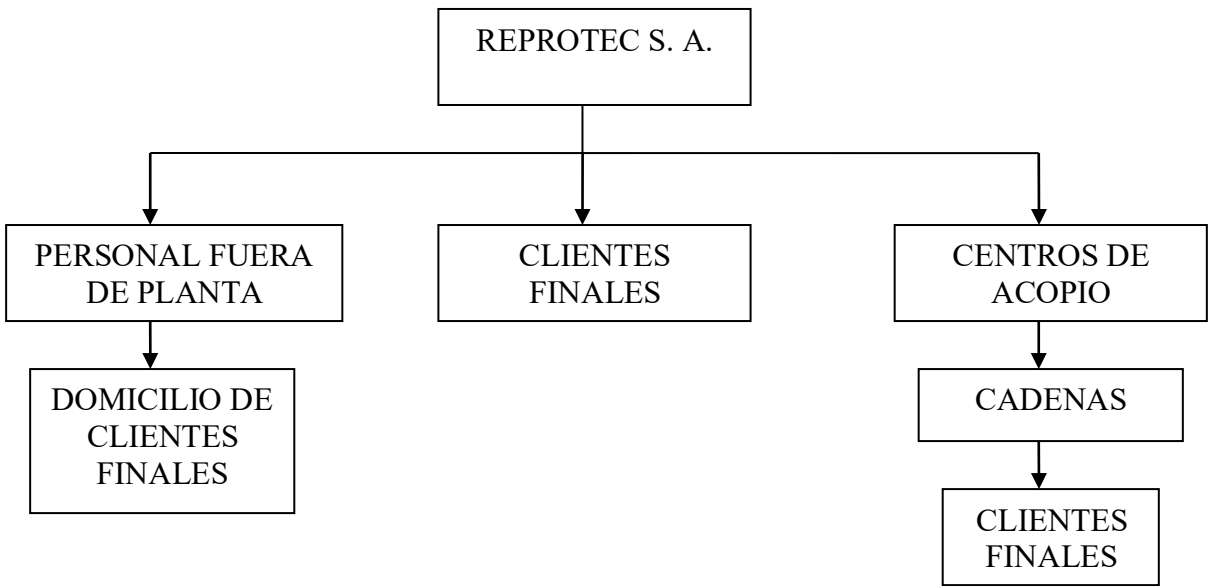 REPROTEC S. A.
PERSONAL FUERA
DE PLANTA
CLIENTES
FINALES
CENTROS DE
ACOPIO
DOMICILIO DE
CLIENTES
FINALES
CADENAS
CLIENTES
FINALES